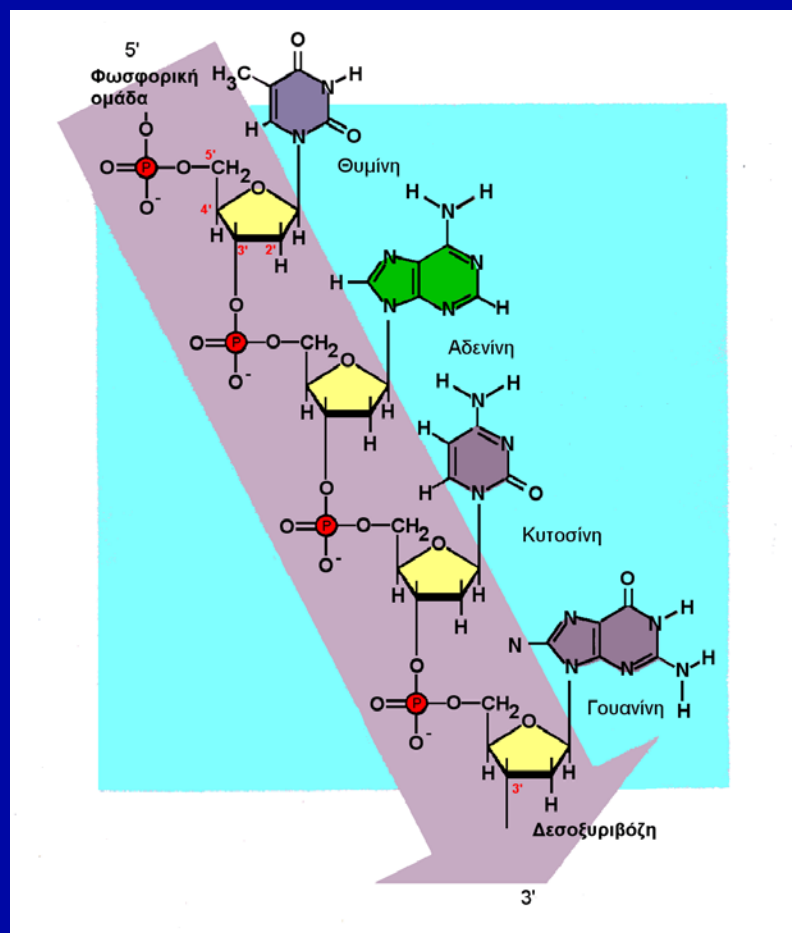 5'
Φωσφορική
ομάδα
O
H3C
N
H
H
N
O
Θυμίνη
O
O=P-O-CH2
5'
O-
O
4'
H
3'
2'
H
H
H
H
N
N
N
H
N
N
H
Αδενίνη
O
O=P-O-CH2
O-
O
H
H
H
H
H
N
H
N
H
N
O
Κυτοσίνη
O
O=P-O-CH2
O-
O
H
H
H
O
N
N
H
N
N
N
N
H
H
Γουανίνη
O
O=P-O-CH2
O-
O
H
3'
H
H
Δεσοξυριβόζη
3'